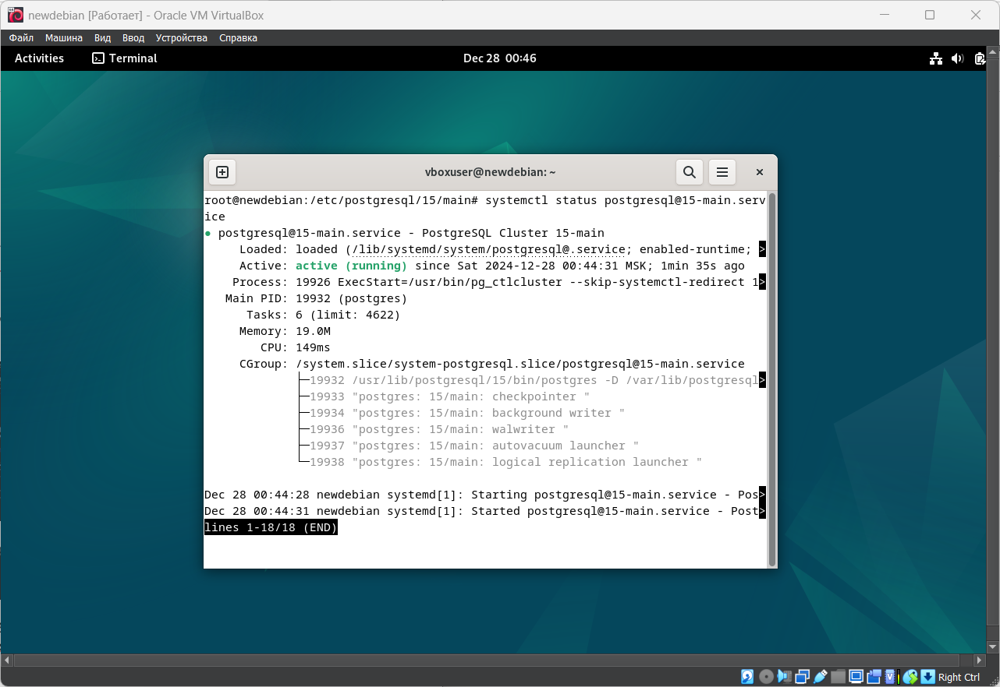 newdebian [Работает] - Oracle VM VirtualBox
Файл Машина Вид Ввод Устройства Справка
Activities Terminal Dec 28 00:46
vboxuser@newdebian: ~
root@newdebian:/etc/postgresql/15/main# systemctl status postgresql@15-main.serv
ice
● postgresql@15-main.service - PostgreSQL Cluster 15-main
Loaded: loaded (/lib/systemd/system/postgresql@.service; enabled-runtime; >
Active: active (running) since Sat 2024-12-28 00:44:31 MSK; 1min 35s ago
Process: 19926 ExecStart=/usr/bin/pg_ctlcluster --skip-systemctl-redirect 1>
Main PID: 19932 (postgres)
Tasks: 6 (limit: 4622)
Memory: 19.0M
CPU: 149ms
CGroup: /system.slice/system-postgresql.slice/postgresql@15-main.service
├─19932 /usr/lib/postgresql/15/bin/postgres -D /var/lib/postgresql>
├─19933 "postgres: 15/main: checkpointer "
├─19934 "postgres: 15/main: background writer "
├─19936 "postgres: 15/main: walwriter "
├─19937 "postgres: 15/main: autovacuum launcher "
└─19938 "postgres: 15/main: logical replication launcher "
Dec 28 00:44:28 newdebian systemd[1]: Starting postgresql@15-main.service - Pos>
Dec 28 00:44:31 newdebian systemd[1]: Started postgresql@15-main.service - Post>
lines 1-18/18 (END)
Right Ctrl